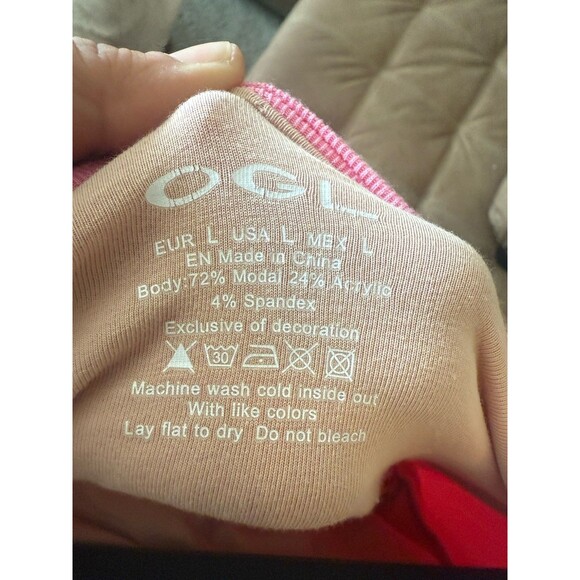 OGL
EUR L USA L MEX L
EN Made in China
Body:72% Modal 24% Acrylic
4% Spandex
Exclusive of decoration
30
Machine wash cold inside out
With like colors
Lay flat to dry Do not bleach